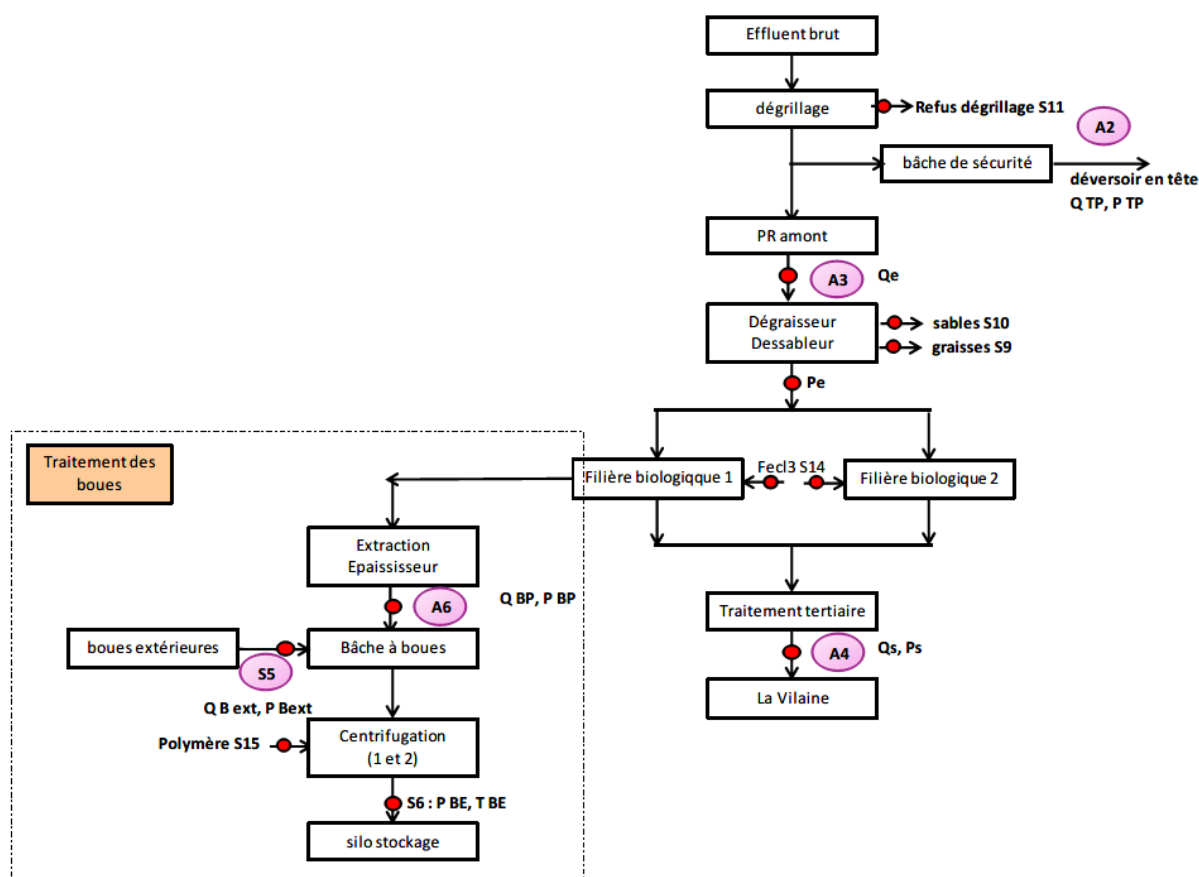 Effluent brut
dégrillage
Refus dégrillage S11
A2
bâche de sécurité
déversoir en tête
Q TP, P TP
PR amont
A3
Qe
Dégraisseur
Dessableur
sables S10
graisses S9
Pe
Traitement des
boues
Filière biologiqque 1
Fecl3 S14
Filière biologique 2
Extraction
Epaississeur
A6
Q BP, P BP
boues extérieures
Bâche à boues
S5
Q B ext, P Bext
Polymère S15
Centrifugation
(1 et 2)
S6 : P BE, T BE
silo stockage
Traitement tertiaire
A4
Qs, Ps
La Vilaine